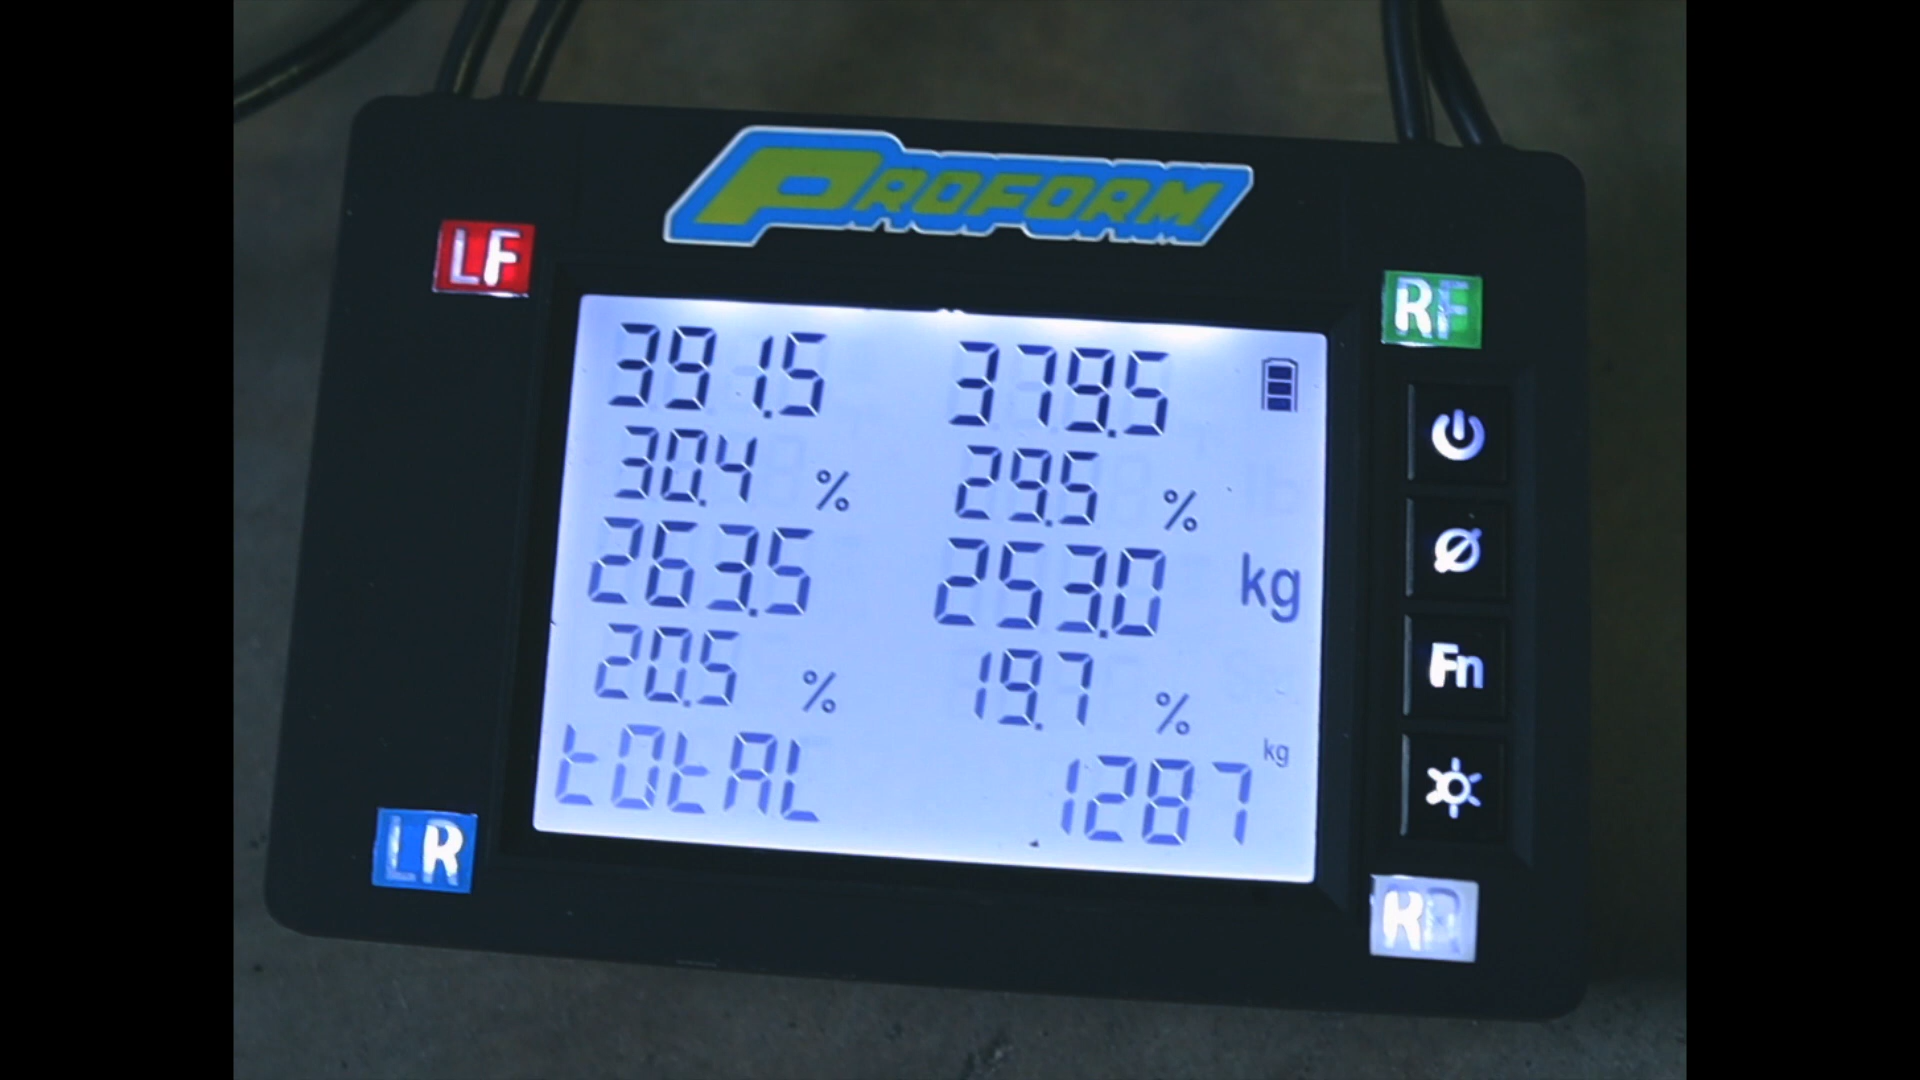 PROFORM
LF
RF
391.5 379.5
30.4 % 29.5 %
263.5 253.0 kg
20.5 % 19.7 %
Fn
kg
tOtAL 1287
LR
RR